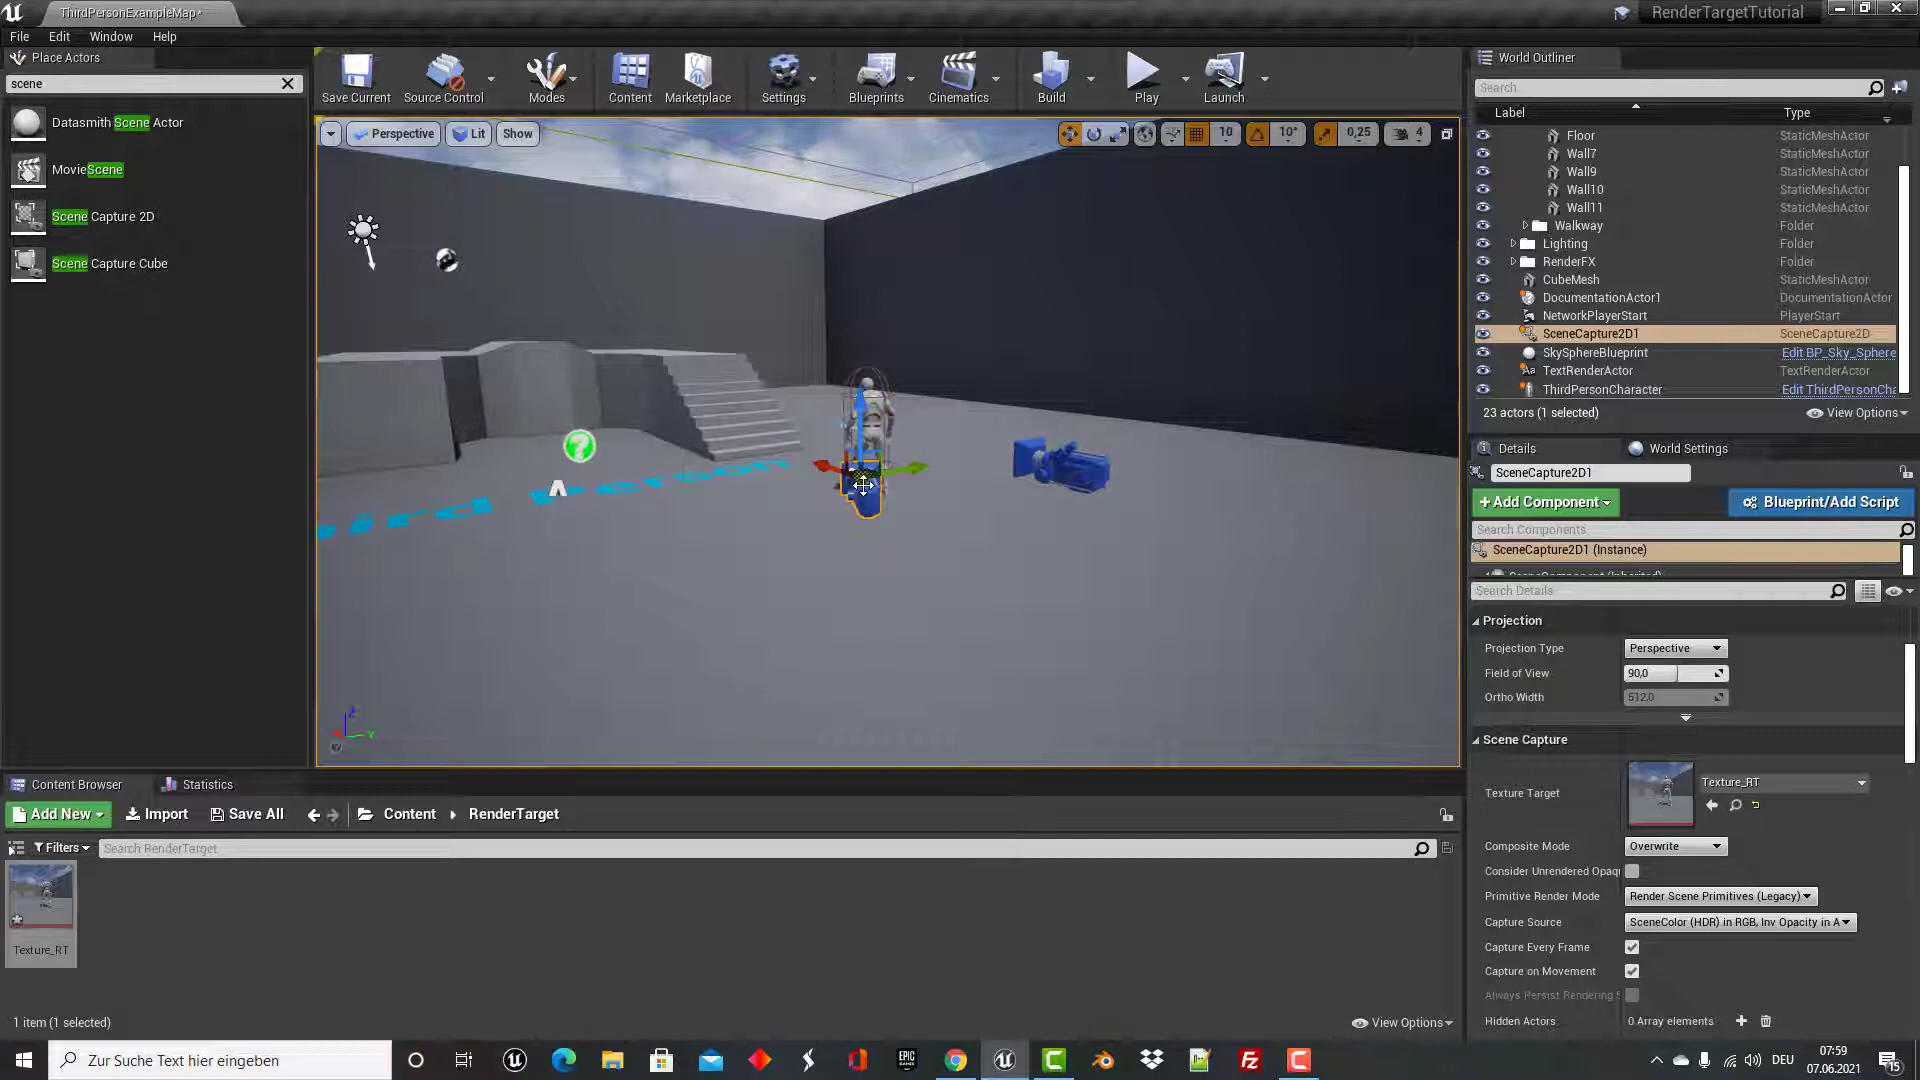 ThirdPersonExampleMap*
RenderTargetTutorial
File Edit Window Help
Place Actors
scene
Datasmith Scene Actor
MovieScene
Scene Capture 2D
Scene Capture Cube
Save Current
Source Control
Modes
Content
Marketplace
Settings
Blueprints
Cinematics
Build
Play
Launch
Perspective Lit Show
10 10° 0,25 4
World Outliner
Search
Label Type
Floor StaticMeshActor
Wall7 StaticMeshActor
Wall9 StaticMeshActor
Wall10 StaticMeshActor
Wall11 StaticMeshActor
Walkway Folder
Lighting Folder
RenderFX Folder
CubeMesh StaticMeshActor
DocumentationActor1 DocumentationActor
NetworkPlayerStart PlayerStart
SceneCapture2D1 SceneCapture2D
SkySphereBlueprint Edit BP_Sky_Sphere
TextRenderActor TextRenderActor
ThirdPersonCharacter Edit ThirdPersonCha
23 actors (1 selected) View Options
Details World Settings
SceneCapture2D1
+ Add Component Blueprint/Add Script
Search Components
SceneCapture2D1 (Instance)
SceneComponent (Inherited)
Search Details
Projection
Projection Type Perspective
Field of View 90,0
Ortho Width 512,0
Scene Capture
Texture Target Texture_RT
Composite Mode Overwrite
Consider Unrendered Opaq
Primitive Render Mode Render Scene Primitives (Legacy)
Capture Source SceneColor (HDR) in RGB, Inv Opacity in A
Capture Every Frame
Capture on Movement
Always Persist Rendering S
Hidden Actors 0 Array elements
Z
Y
Content Browser Statistics
Add New Import Save All Content RenderTarget
Filters Search RenderTarget
Texture_RT
1 item (1 selected) View Options
Zur Suche Text hier eingeben
EPIC
GAMES
DEU
07:59
07.06.2021
15